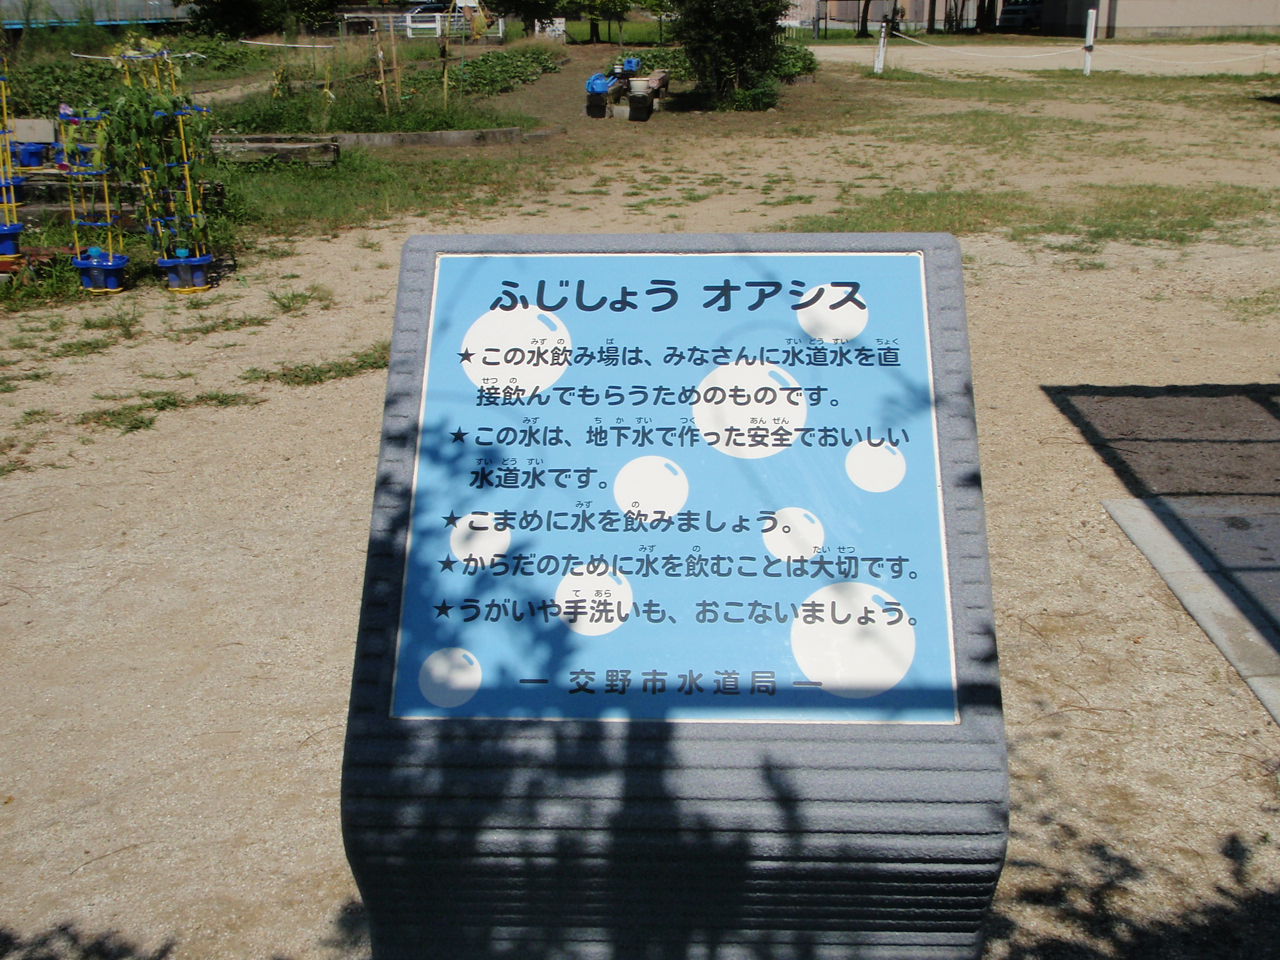 ふじしょう オアシス
★この水飲み場は、みなさんに水道水を直
接飲んでもらうためのものです。
★この水は、地下水で作った安全でおいしい
水道水です。
★こまめに水を飲みましょう。
★からだのために水を飲むことは大切です。
★うがいや手洗いも、おこないましょう。
― 交野市水道局 ―